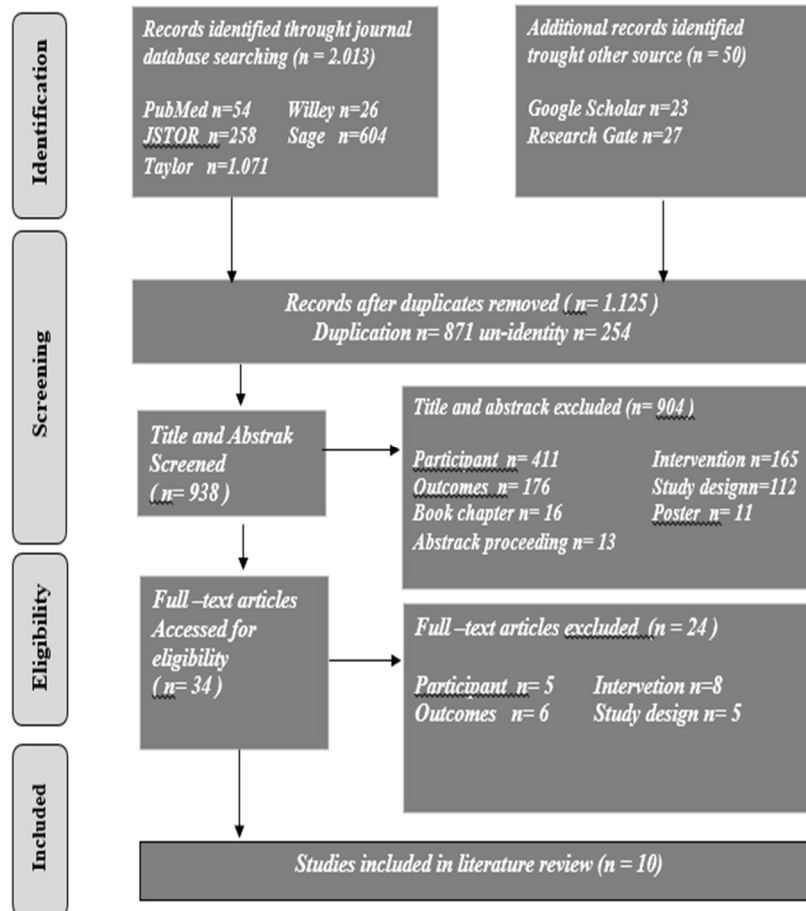 Identification
Records identified throught journal
database searching (n = 2.013)
PubMed n=54 Willey n=26
JSTOR n=258 Sage n=604
Taylor n=1.071
Additional records identified
trought other source (n = 50)
Google Scholar n=23
Research Gate n=27
Screening
Records after duplicates removed ( n= 1.125 )
Duplication n= 871 un-identity n= 254
Title and Abstrak
Screened
( n= 938 )
Title and abstrack excluded (n= 904 )
Participant n= 411 Intervention n=165
Outcomes n= 176 Study designn=112
Book chapter n= 16 Poster n= 11
Abstrack proceeding n= 13
Eligibility
Full –text articles
Accessed for
eligibility
( n= 34 )
Full –text articles excluded (n= 24 )
Participant n= 5 Intervetion n=8
Outcomes n= 6 Study design n= 5
Included
Studies included in literature review (n = 10)